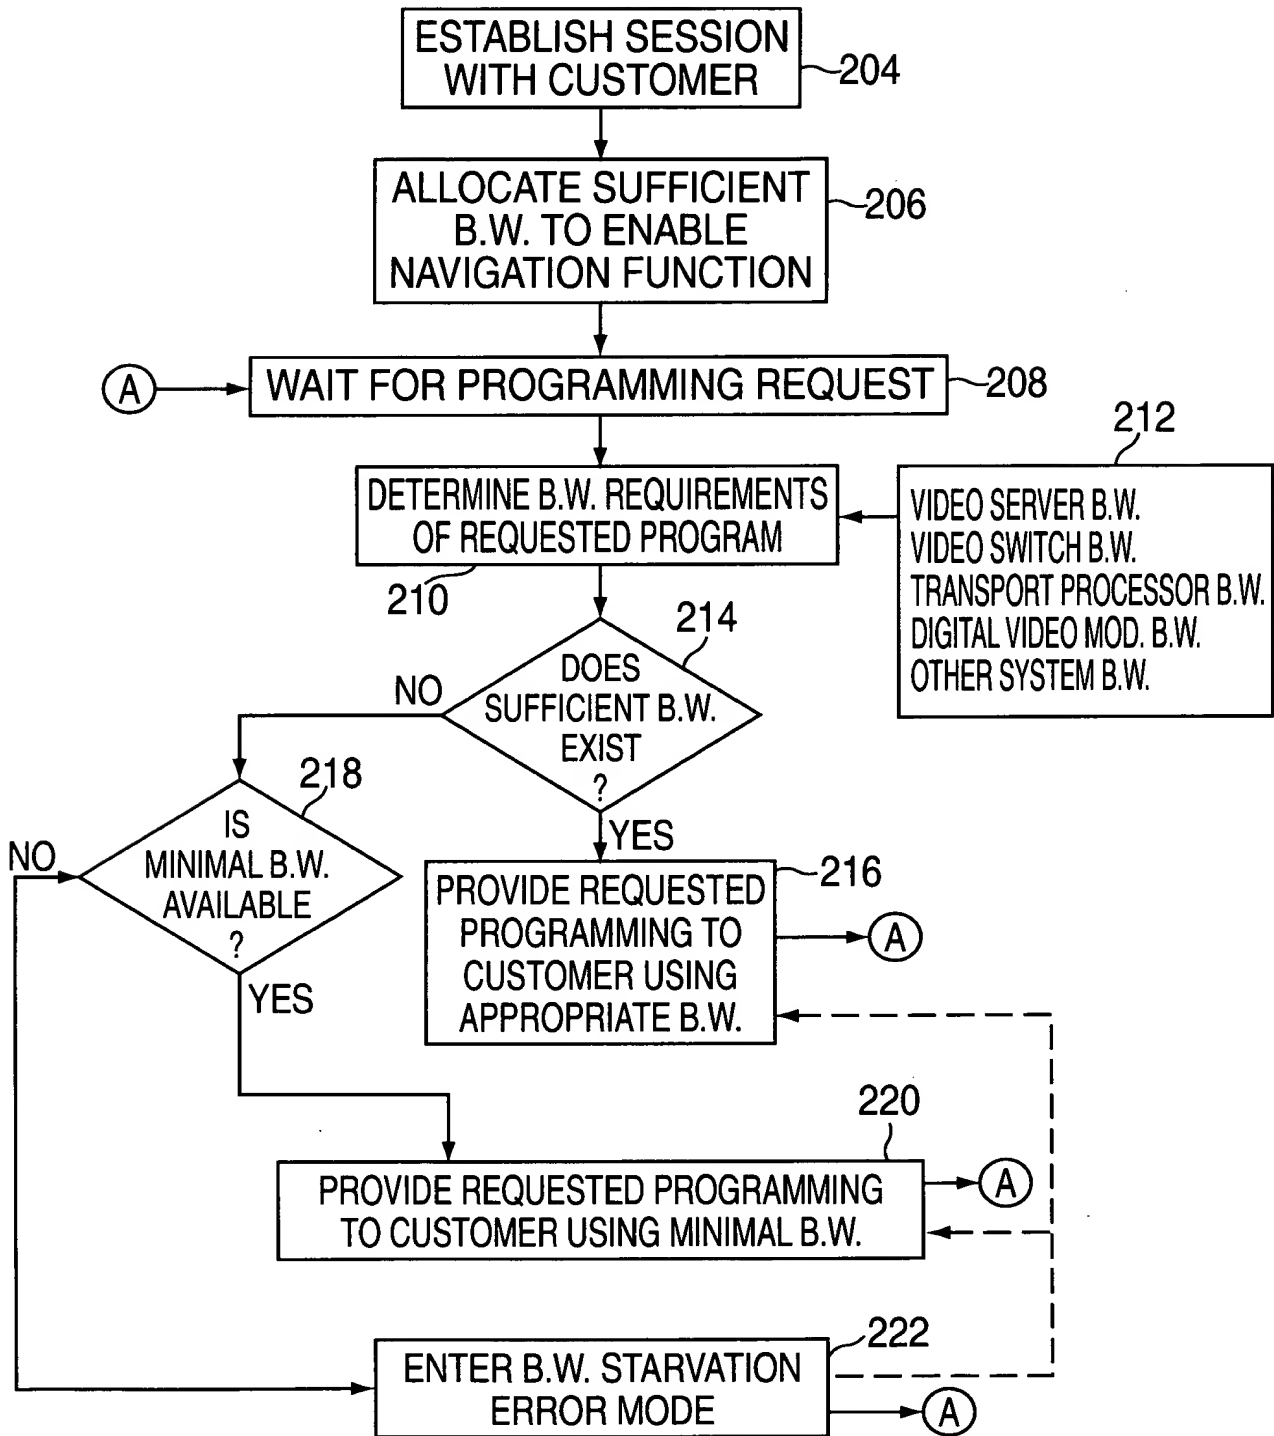 ESTABLISH SESSION
WITH CUSTOMER
204
ALLOCATE SUFFICIENT
B.W. TO ENABLE
NAVIGATION FUNCTION
206
A
WAIT FOR PROGRAMMING REQUEST
208
212
DETERMINE B.W. REQUIREMENTS
OF REQUESTED PROGRAM
210
VIDEO SERVER B.W.
VIDEO SWITCH B.W.
TRANSPORT PROCESSOR B.W.
DIGITAL VIDEO MOD. B.W.
OTHER SYSTEM B.W.
214
DOES
SUFFICIENT B.W.
EXIST
?
NO
YES
218
IS
MINIMAL B.W.
AVAILABLE
?
NO
YES
216
PROVIDE REQUESTED
PROGRAMMING TO
CUSTOMER USING
APPROPRIATE B.W.
A
220
PROVIDE REQUESTED PROGRAMMING
TO CUSTOMER USING MINIMAL B.W.
A
222
ENTER B.W. STARVATION
ERROR MODE
A